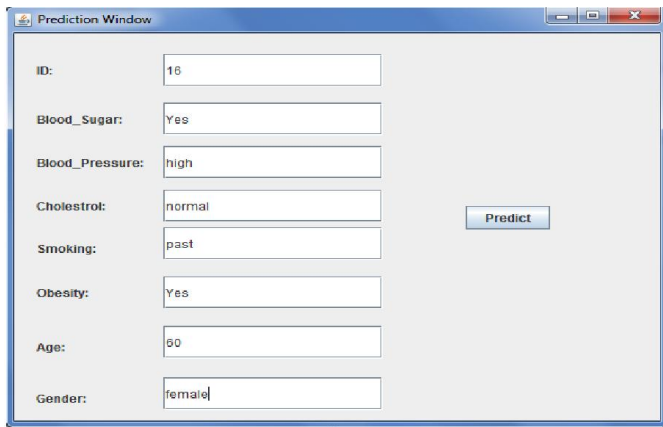 Prediction Window
ID: 16
Blood_Sugar: Yes
Blood_Pressure: high
Cholestrol: normal
Predict
Smoking: past
Obesity: Yes
Age: 60
Gender: female